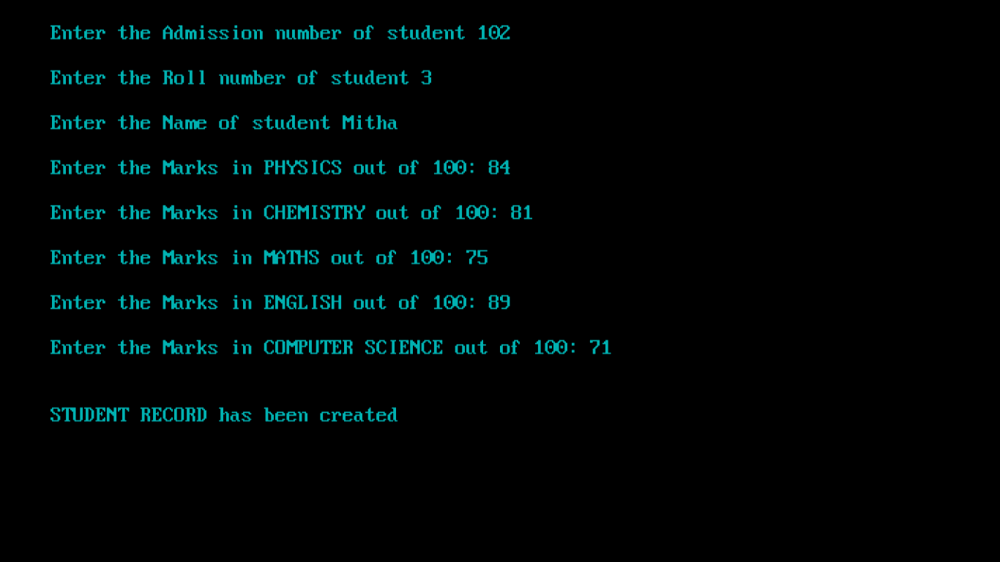 Enter the Admission number of student 102
Enter the Roll number of student 3
Enter the Name of student Mitha
Enter the Marks in PHYSICS out of 100: 84
Enter the Marks in CHEMISTRY out of 100: 81
Enter the Marks in MATHS out of 100: 75
Enter the Marks in ENGLISH out of 100: 89
Enter the Marks in COMPUTER SCIENCE out of 100: 71
STUDENT RECORD has been created